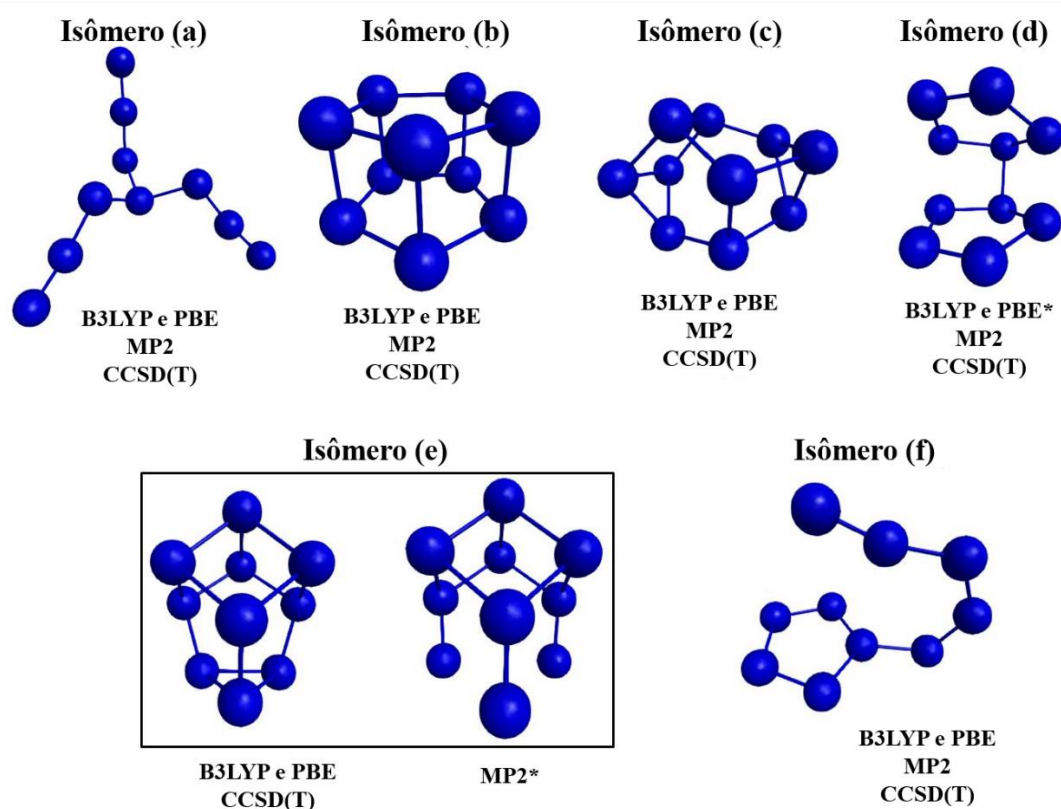 Isômero (a)
Isômero (b)
Isômero (c)
Isômero (d)
B3LYP e PBE
MP2
CCSD(T)
B3LYP e PBE
MP2
CCSD(T)
B3LYP e PBE
MP2
CCSD(T)
B3LYP e PBE*
MP2
CCSD(T)
Isômero (e)
Isômero (f)
B3LYP e PBE
CCSD(T)
MP2*
B3LYP e PBE
MP2
CCSD(T)